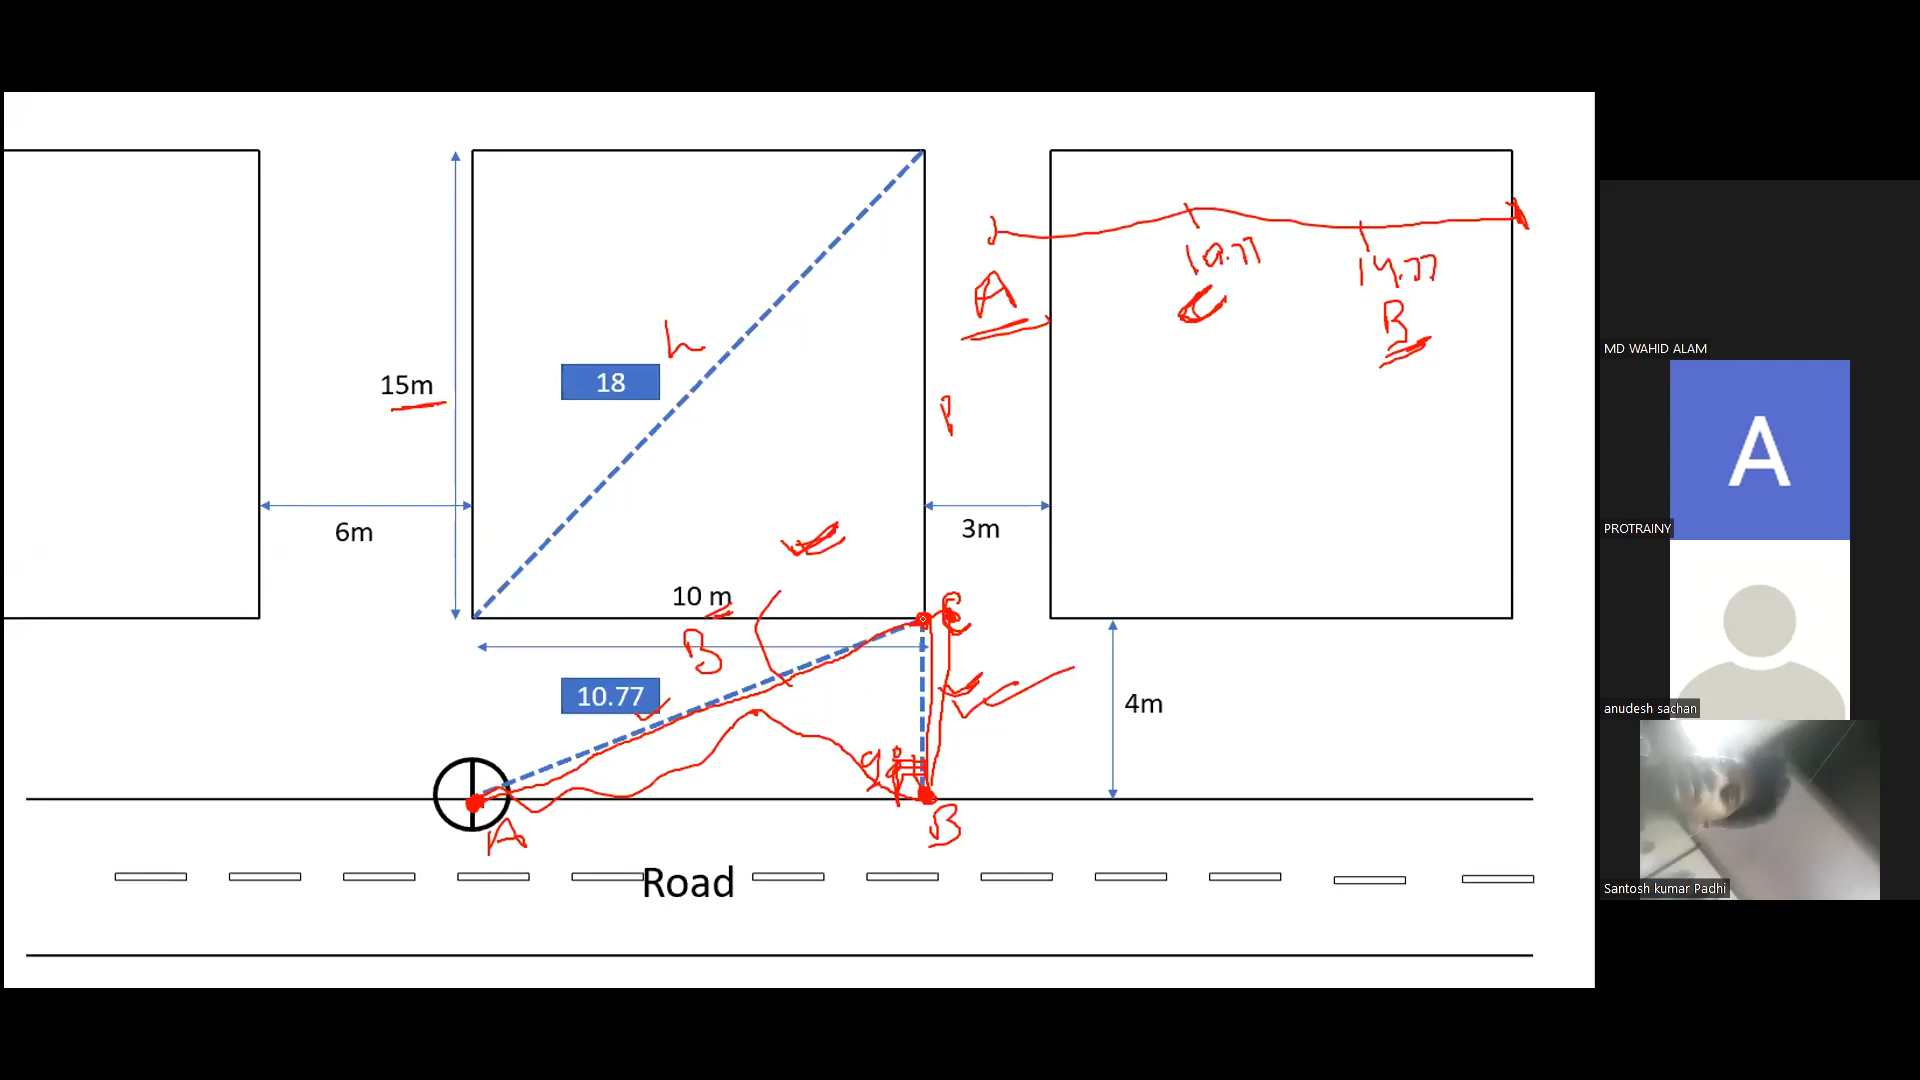 10.77
14.77
A
C
B
h
18
15m
P
6m
3m
10 m
B
C
10.77
4m
90
A
B
Road
MD WAHID ALAM
A
PROTRAINY
anudesh sachan
Santosh kumar Padhi